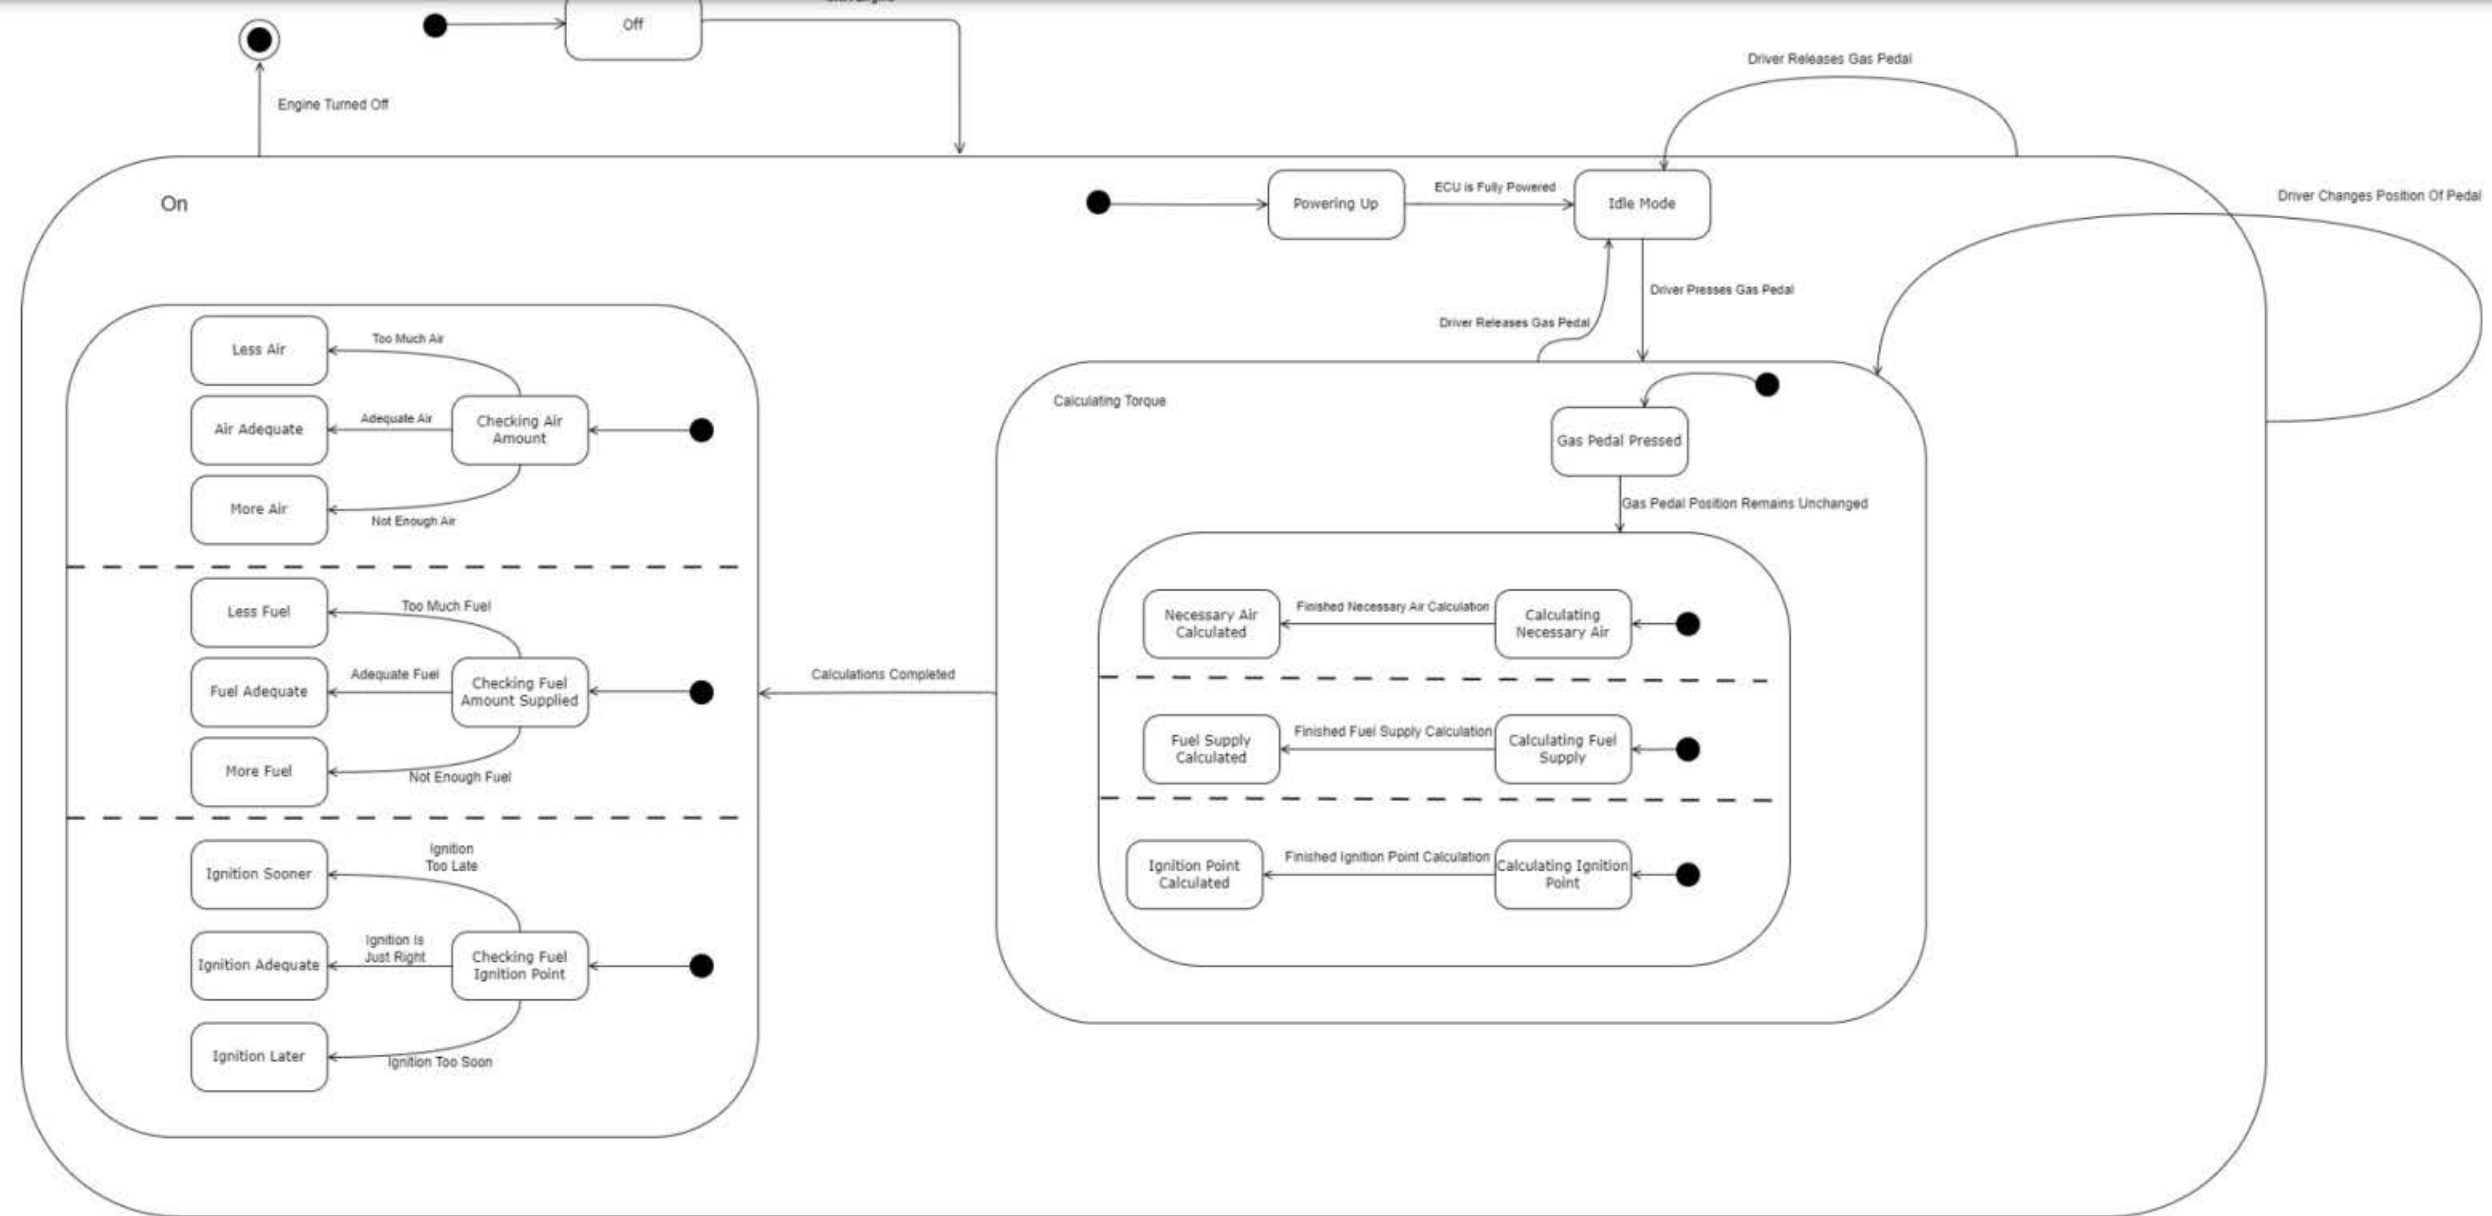 Off
Driver Releases Gas Pedal
Engine Turned Off
On
Powering Up
ECU is Fully Powered
Idle Mode
Driver Changes Position Of Pedal
Driver Presses Gas Pedal
Driver Releases Gas Pedal
Less Air
Too Much Air
Air Adequate
Adequate Air
Checking Air
Amount
More Air
Not Enough Air
Less Fuel
Too Much Fuel
Fuel Adequate
Adequate Fuel
Checking Fuel
Amount Supplied
More Fuel
Not Enough Fuel
Ignition Sooner
Ignition
Too Late
Ignition Adequate
Ignition Is
Just Right
Checking Fuel
Ignition Point
Ignition Later
Ignition Too Soon
Calculations Completed
Calculating Torque
Gas Pedal Pressed
Gas Pedal Position Remains Unchanged
Necessary Air
Calculated
Finished Necessary Air Calculation
Calculating
Necessary Air
Fuel Supply
Calculated
Finished Fuel Supply Calculation
Calculating Fuel
Supply
Ignition Point
Calculated
Finished Ignition Point Calculation
Calculating Ignition
Point